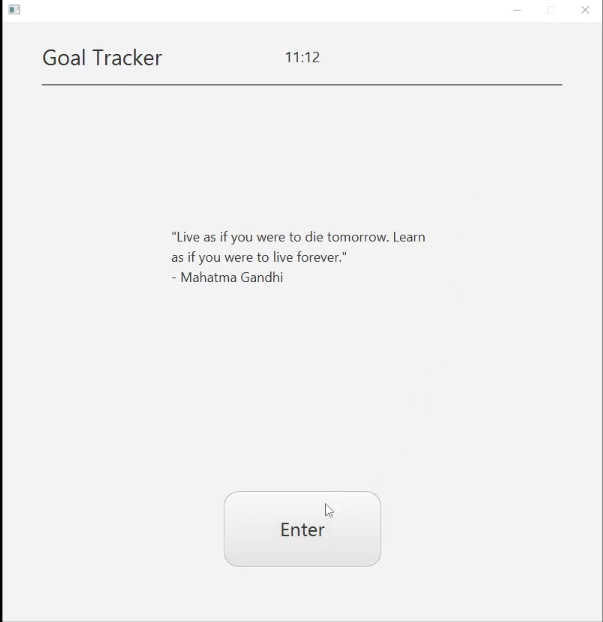 Goal Tracker
11:12
"Live as if you were to die tomorrow. Learn
as if you were to live forever."
- Mahatma Gandhi
Enter